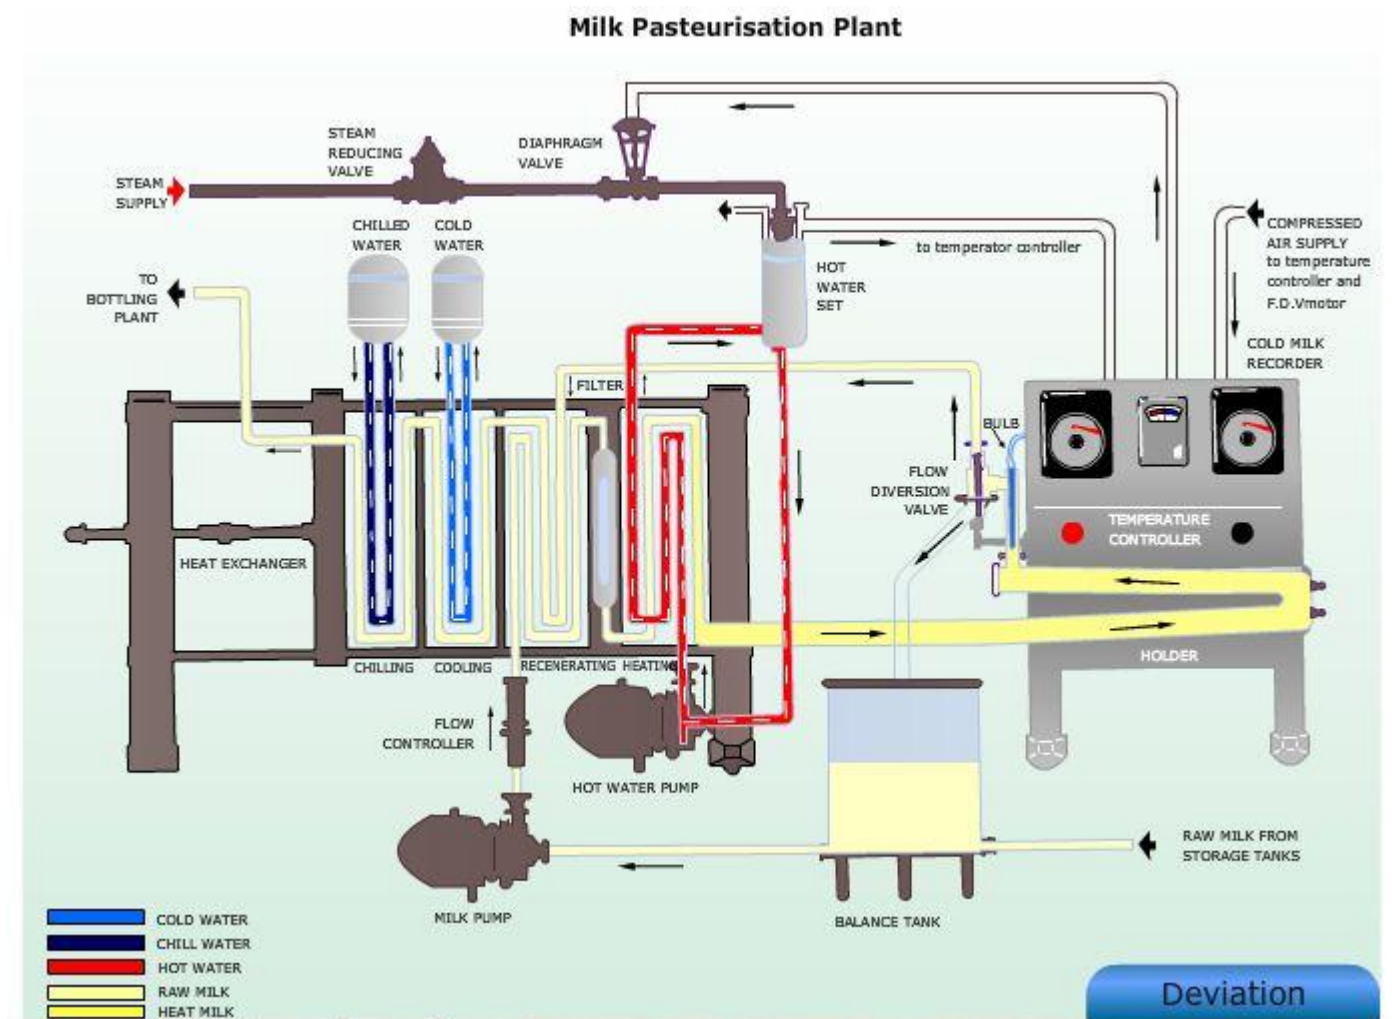 Milk Pasteurisation Plant
STEAM
REDUCING
VALVE
DIAPHRAGM
VALVE
STEAM
SUPPLY
CHILLED
WATER
COLD
WATER
to temperator controller
COMPRESSED
AIR SUPPLY
to temperature
controller and
F.D.Vmotor
HOT
WATER
SET
TO
BOTTLING
PLANT
COLD MILK
RECORDER
FILTER
BULB
FLOW
DIVERSION
VALVE
TEMPERATURE
CONTROLLER
HEAT EXCHANGER
CHILLING
COOLING
RECENERATING
HEATING
HOLDER
FLOW
CONTROLLER
HOT WATER PUMP
RAW MILK FROM
STORAGE TANKS
MILK PUMP
BALANCE TANK
COLD WATER
CHILL WATER
HOT WATER
RAW MILK
HEAT MILK
Deviation